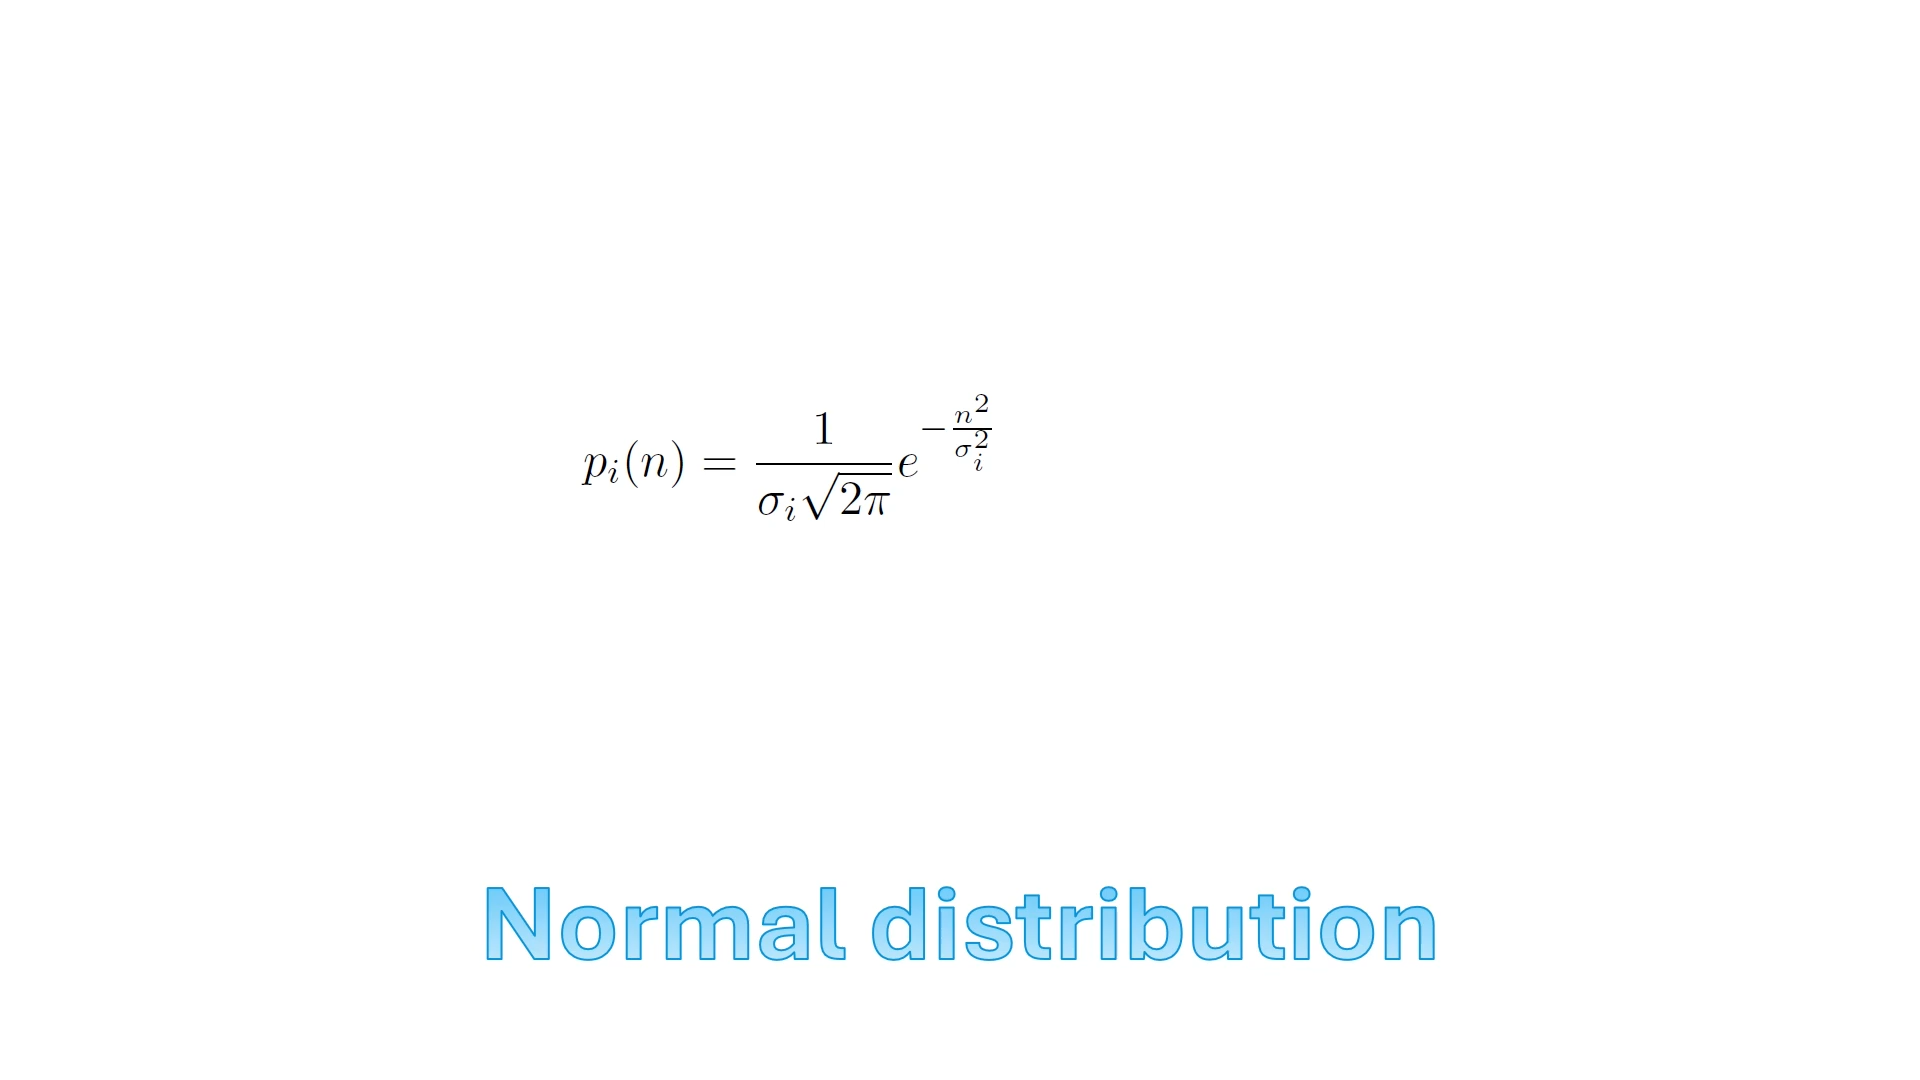 $p_i(n) = \frac{1}{\sigma_i\sqrt{2\pi}} e^{-\frac{n^2}{\sigma_i^2}}$
Normal distribution